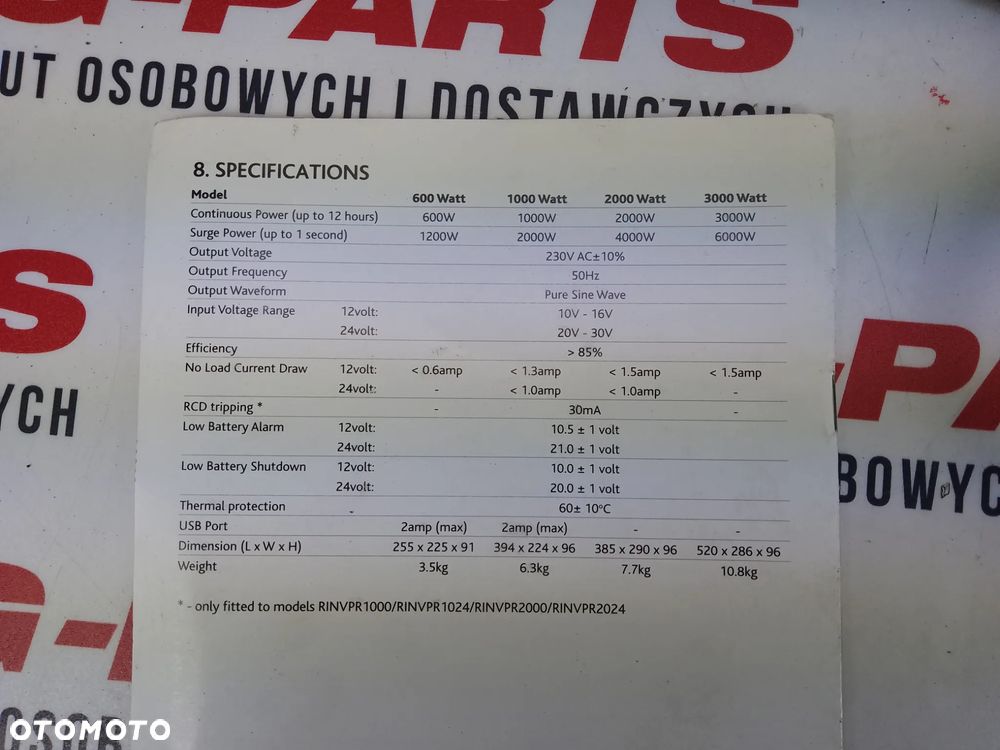 G-PARTS
UT OSOBOWYCH I DOSTAWCZYCH
8. SPECIFICATIONS
Model 600 Watt 1000 Watt 2000 Watt 3000 Watt
Continuous Power (up to 12 hours) 600W 1000W 2000W 3000W
Surge Power (up to 1 second) 1200W 2000W 4000W 6000W
Output Voltage 230V AC±10%
Output Frequency 50Hz
Output Waveform Pure Sine Wave
Input Voltage Range 12volt: 10V - 16V
24volt: 20V - 30V
Efficiency > 85%
No Load Current Draw 12volt: < 0.6amp < 1.3amp < 1.5amp < 1.5amp
24volt: - < 1.0amp < 1.0amp -
RCD tripping * - 30mA -
Low Battery Alarm 12volt: 10.5 ± 1 volt
24volt: 21.0 ± 1 volt
Low Battery Shutdown 12volt: 10.0 ± 1 volt
24volt: 20.0 ± 1 volt
Thermal protection 60± 10°C
USB Port 2amp (max) 2amp (max) - -
Dimension (L x W x H) 255 x 225 x 91 394 x 224 x 96 385 x 290 x 96 520 x 286 x 96
Weight 3.5kg 6.3kg 7.7kg 10.8kg
* - only fitted to models RINVPR1000/RINVPR1024/RINVPR2000/RINVPR2024
S
YCH
P
BOWYC
G-
OSOB
OTOMOTO